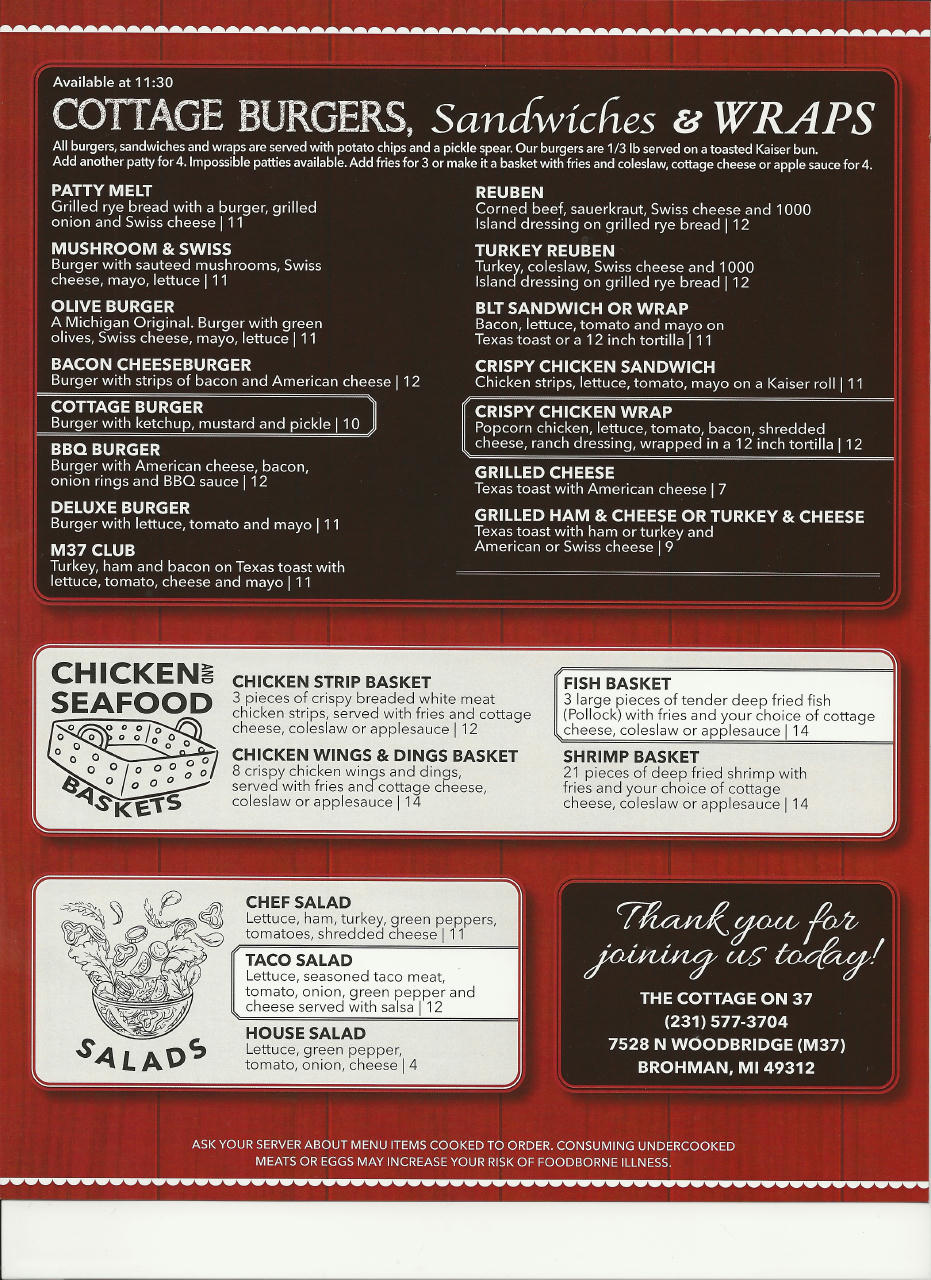 Available at 11:30
COTTAGE BURGERS, Sandwiches & WRAPS
All burgers, sandwiches and wraps are served with potato chips and a pickle spear. Our burgers are 1/3 lb served on a toasted Kaiser bun.
Add another patty for 4. Impossible patties available. Add fries for 3 or make it a basket with fries and coleslaw, cottage cheese or apple sauce for 4.
PATTY MELT
Grilled rye bread with a burger, grilled
onion and Swiss cheese | 11
MUSHROOM & SWISS
Burger with sauteed mushrooms, Swiss
cheese, mayo, lettuce | 11
OLIVE BURGER
A Michigan Original. Burger with green
olives, Swiss cheese, mayo, lettuce | 11
BACON CHEESEBURGER
Burger with strips of bacon and American cheese | 12
COTTAGE BURGER
Burger with ketchup, mustard and pickle | 10
BBQ BURGER
Burger with American cheese, bacon,
onion rings and BBQ sauce | 12
DELUXE BURGER
Burger with lettuce, tomato and mayo | 11
M37 CLUB
Turkey, ham and bacon on Texas toast with
lettuce, tomato, cheese and mayo | 11
REUBEN
Corned beef, sauerkraut, Swiss cheese and 1000
Island dressing on grilled rye bread | 12
TURKEY REUBEN
Turkey, coleslaw, Swiss cheese and 1000
Island dressing on grilled rye bread | 12
BLT SANDWICH OR WRAP
Bacon, lettuce, tomato and mayo on
Texas toast or a 12 inch tortilla | 11
CRISPY CHICKEN SANDWICH
Chicken strips, lettuce, tomato, mayo on a Kaiser roll | 11
CRISPY CHICKEN WRAP
Popcorn chicken, lettuce, tomato, bacon, shredded
cheese, ranch dressing, wrapped in a 12 inch tortilla | 12
GRILLED CHEESE
Texas toast with American cheese | 7
GRILLED HAM & CHEESE OR TURKEY & CHEESE
Texas toast with ham or turkey and
American or Swiss cheese | 9
CHICKEN AND
SEAFOOD
BASKETS
CHICKEN STRIP BASKET
3 pieces of crispy breaded white meat
chicken strips, served with fries and cottage
cheese, coleslaw or applesauce | 12
CHICKEN WINGS & DINGS BASKET
8 crispy chicken wings and dings,
served with fries and cottage cheese,
coleslaw or applesauce | 14
FISH BASKET
3 large pieces of tender deep fried fish
(Pollock) with fries and your choice of cottage
cheese, coleslaw or applesauce | 14
SHRIMP BASKET
21 pieces of deep fried shrimp with
fries and your choice of cottage
cheese, coleslaw or applesauce | 14
SALADS
CHEF SALAD
Lettuce, ham, turkey, green peppers,
tomatoes, shredded cheese | 11
TACO SALAD
Lettuce, seasoned taco meat,
tomato, onion, green pepper and
cheese served with salsa | 12
HOUSE SALAD
Lettuce, green pepper,
tomato, onion, cheese | 4
Thank you for
joining us today!
THE COTTAGE ON 37
(231) 577-3704
7528 N WOODBRIDGE (M37)
BROHMAN, MI 49312
ASK YOUR SERVER ABOUT MENU ITEMS COOKED TO ORDER. CONSUMING UNDERCOOKED
MEATS OR EGGS MAY INCREASE YOUR RISK OF FOODBORNE ILLNESS.